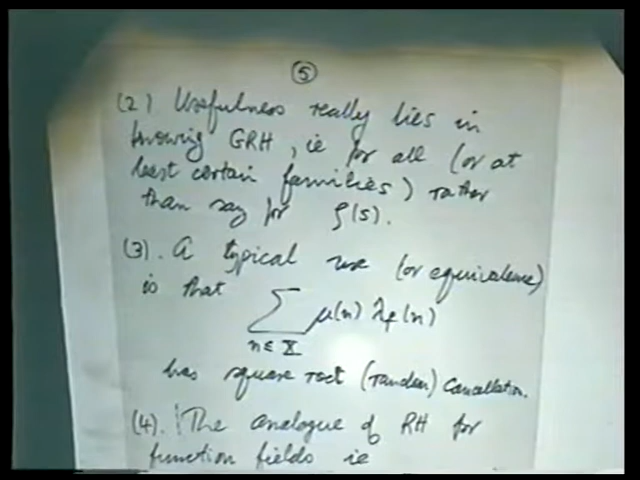 ⑤
(2) Usefulness really lies in
knowing GRH, ie for all (or at
least certain families) rather
than say for ζ(s).
(3). A typical use (or equivalence)
is that ∑ μ(n) λ_f(n)
n ∈ X
has square root (random) cancellation.
(4). The analogue of RH for
function fields ie